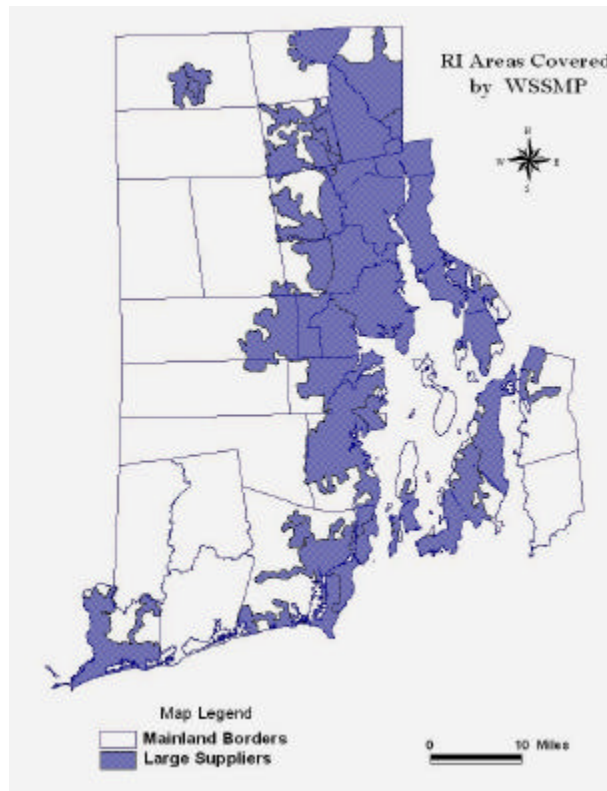 RI Areas Covered
by WSSMP
N
W E
S
Map Legend
Mainland Borders
Large Suppliers
0 10 Miles